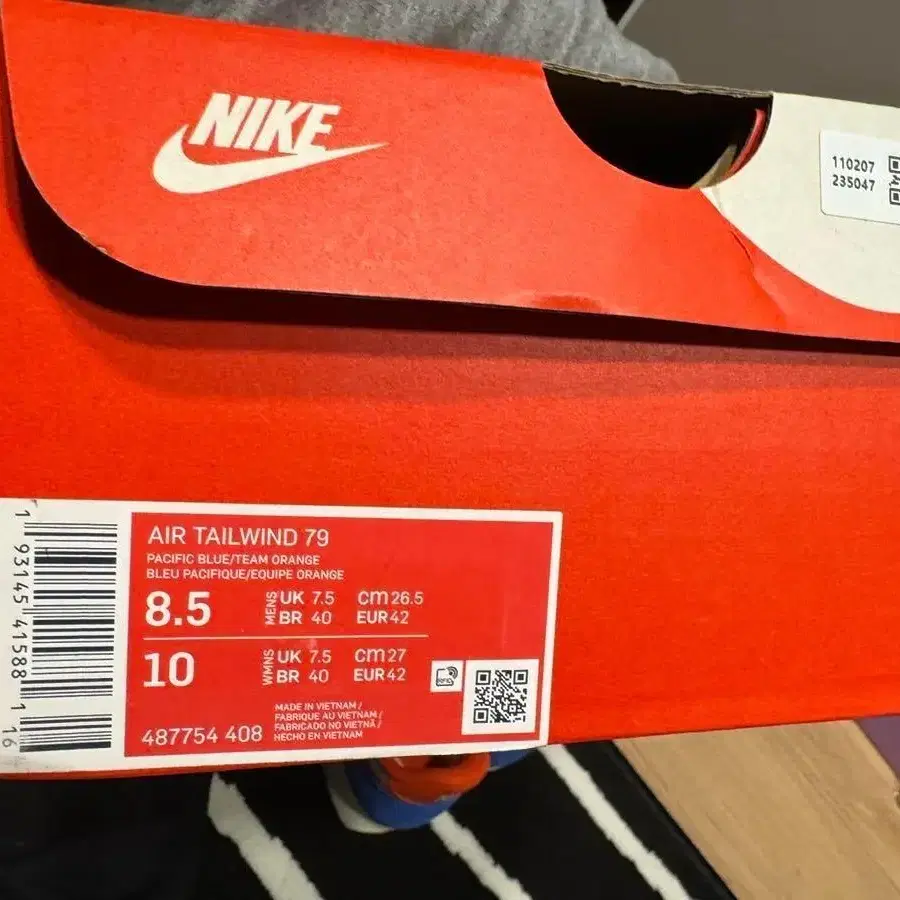 NIKE
110207
235047
AIR TAILWIND 79
PACIFIC BLUE/TEAM ORANGE
BLEU PACIFIQUE/EQUIPE ORANGE
8.5 MENS UK 7.5 cm 26.5
BR 40 EUR 42
10 WMNS UK 7.5 cm 27
BR 40 EUR 42
487754 408
MADE IN VIETNAM /
FABRIQUE AU VIETNAM /
FABRICADO NO VIETNÃ /
HECHO EN VIETNAM
1 93145 41588 1 16